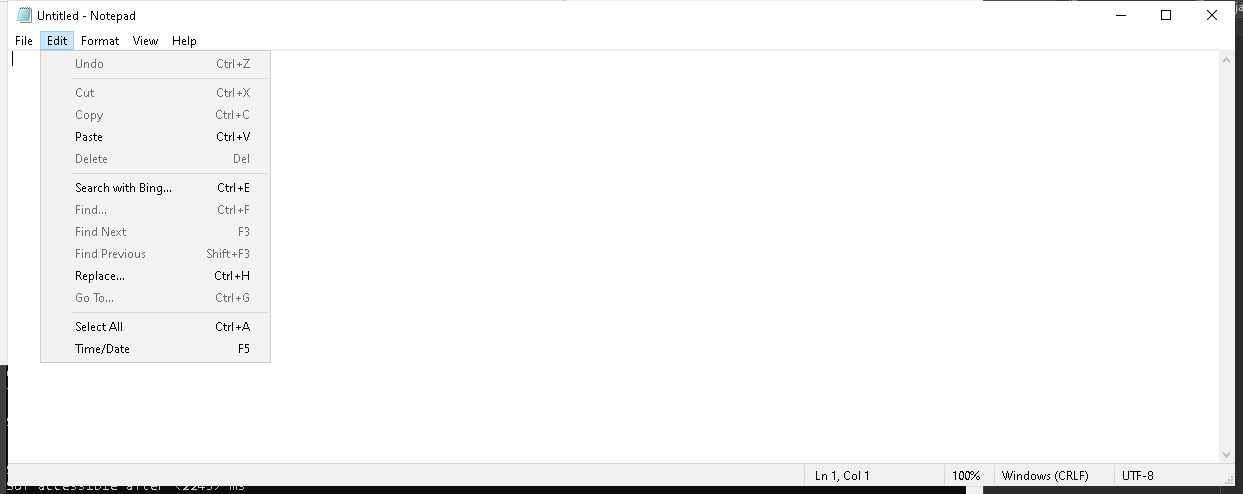 Untitled - Notepad
File Edit Format View Help
Undo Ctrl+Z
Cut Ctrl+X
Copy Ctrl+C
Paste Ctrl+V
Delete Del
Search with Bing... Ctrl+E
Find... Ctrl+F
Find Next F3
Find Previous Shift+F3
Replace... Ctrl+H
Go To... Ctrl+G
Select All Ctrl+A
Time/Date F5
Ln 1, Col 1 100% Windows (CRLF) UTF-8
accessible after ms